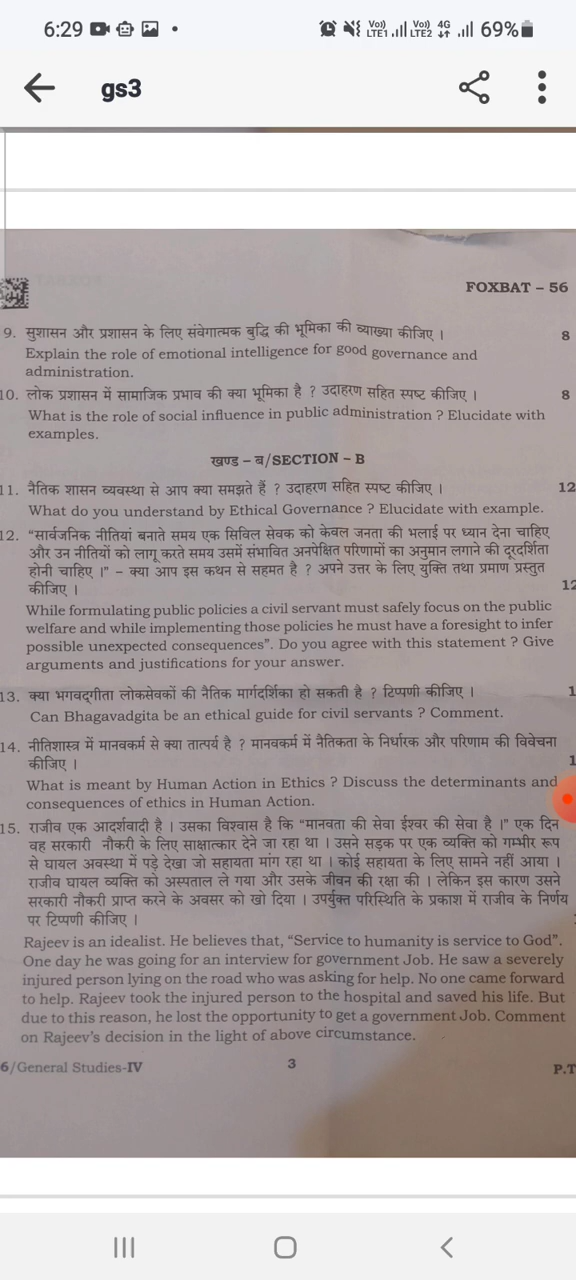 6:29
Vo))
LTE1
Vo))
LTE2
4G
69%
gs3
FOXBAT – 56
9. सुशासन और प्रशासन के लिए संवेगात्मक बुद्धि की भूमिका की व्याख्या कीजिए । 8
Explain the role of emotional intelligence for good governance and
administration.
10. लोक प्रशासन में सामाजिक प्रभाव की क्या भूमिका है ? उदाहरण सहित स्पष्ट कीजिए । 8
What is the role of social influence in public administration ? Elucidate with
examples.
खण्ड – ब/SECTION – B
11. नैतिक शासन व्यवस्था से आप क्या समझते हैं ? उदाहरण सहित स्पष्ट कीजिए । 12
What do you understand by Ethical Governance ? Elucidate with example.
12. “सार्वजनिक नीतियां बनाते समय एक सिविल सेवक को केवल जनता की भलाई पर ध्यान देना चाहिए
और उन नीतियों को लागू करते समय उसमें संभावित अनपेक्षित परिणामों का अनुमान लगाने की दूरदर्शिता
होनी चाहिए ।” – क्या आप इस कथन से सहमत है ? अपने उत्तर के लिए युक्ति तथा प्रमाण प्रस्तुत
कीजिए । 12
While formulating public policies a civil servant must safely focus on the public
welfare and while implementing those policies he must have a foresight to infer
possible unexpected consequences”. Do you agree with this statement ? Give
arguments and justifications for your answer.
13. क्या भगवद्गीता लोकसेवकों की नैतिक मार्गदर्शिका हो सकती है ? टिप्पणी कीजिए । 1
Can Bhagavadgita be an ethical guide for civil servants ? Comment.
14. नीतिशास्त्र में मानवकर्म से क्या तात्पर्य है ? मानवकर्म में नैतिकता के निर्धारक और परिणाम की विवेचना
कीजिए । 1
What is meant by Human Action in Ethics ? Discuss the determinants and
consequences of ethics in Human Action.
15. राजीव एक आदर्शवादी है । उसका विश्वास है कि “मानवता की सेवा ईश्वर की सेवा है ।” एक दिन
वह सरकारी नौकरी के लिए साक्षात्कार देने जा रहा था । उसने सड़क पर एक व्यक्ति को गम्भीर रूप
से घायल अवस्था में पड़े देखा जो सहायता मांग रहा था । कोई सहायता के लिए सामने नहीं आया ।
राजीव घायल व्यक्ति को अस्पताल ले गया और उसके जीवन की रक्षा की । लेकिन इस कारण उसने
सरकारी नौकरी प्राप्त करने के अवसर को खो दिया । उपर्युक्त परिस्थिति के प्रकाश में राजीव के निर्णय
पर टिप्पणी कीजिए ।
Rajeev is an idealist. He believes that, “Service to humanity is service to God”.
One day he was going for an interview for government Job. He saw a severely
injured person lying on the road who was asking for help. No one came forward
to help. Rajeev took the injured person to the hospital and saved his life. But
due to this reason, he lost the opportunity to get a government Job. Comment
on Rajeev’s decision in the light of above circumstance.
6/General Studies-IV 3 P.T